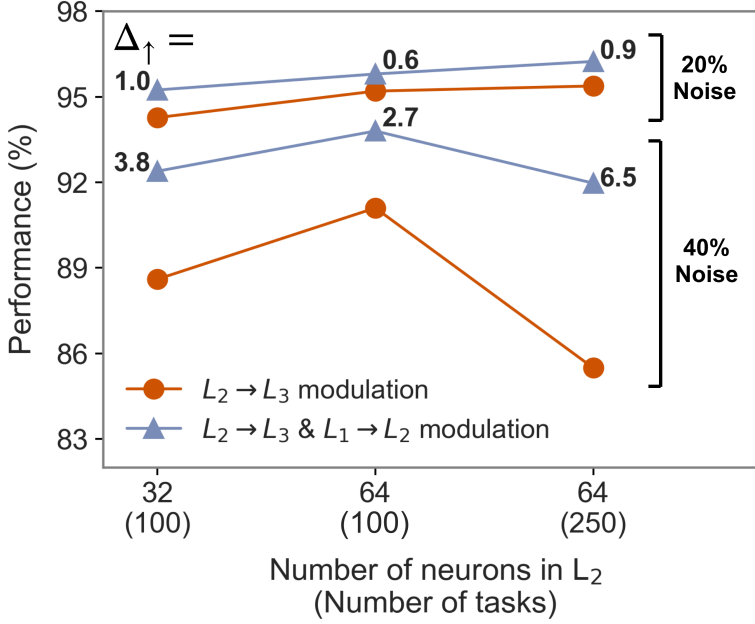 Δ↑ =
98
95
92
89
86
83
Performance (%)
1.0
0.6
0.9
3.8
2.7
6.5
20%
Noise
40%
Noise
L₂ → L₃ modulation
L₂ → L₃ & L₁ → L₂ modulation
32
(100)
64
(100)
64
(250)
Number of neurons in L₂
(Number of tasks)